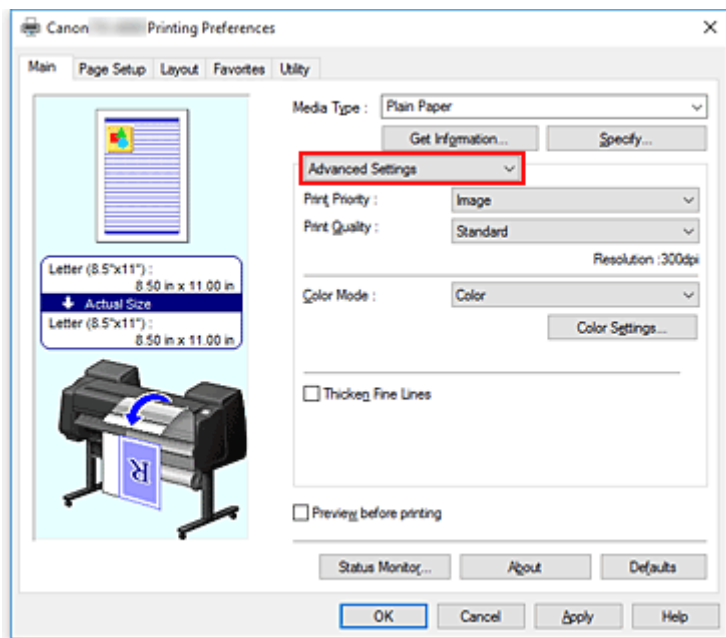 Canon Printing Preferences
Main Page Setup Layout Favorites Utility
Media Type : Plain Paper
Get Information... Specify...
Advanced Settings
Print Priority : Image
Print Quality : Standard
Resolution :300dpi
Letter (8.5"x11") :
8.50 in x 11.00 in
Actual Size
Letter (8.5"x11") :
8.50 in x 11.00 in
Color Mode : Color
Color Settings...
Thicken Fine Lines
R
Preview before printing
Status Monitor... About Defaults
OK Cancel Apply Help